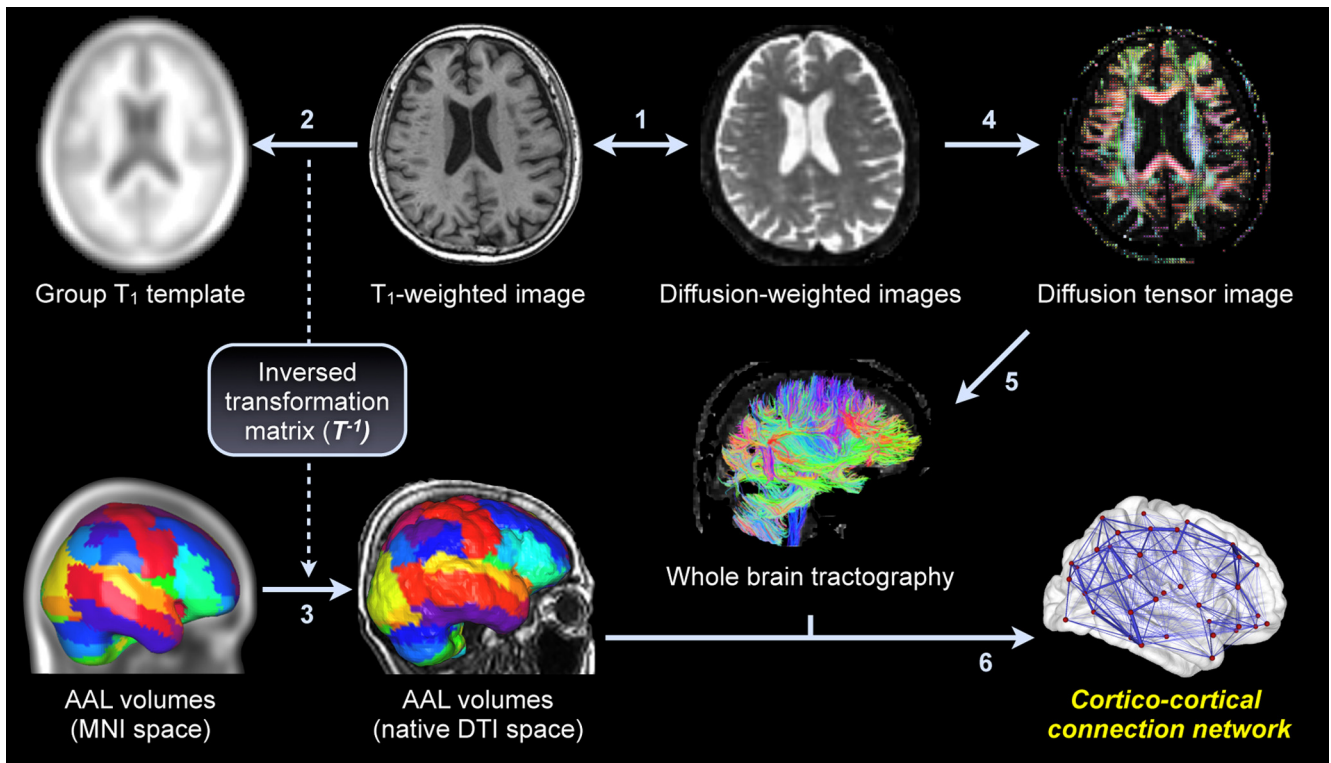 2
1
4
Group T₁ template
T₁-weighted image
Diffusion-weighted images
Diffusion tensor image
Inversed
transformation
matrix (T⁻¹)
5
Whole brain tractography
3
6
AAL volumes
(MNI space)
AAL volumes
(native DTI space)
Cortico-cortical
connection network